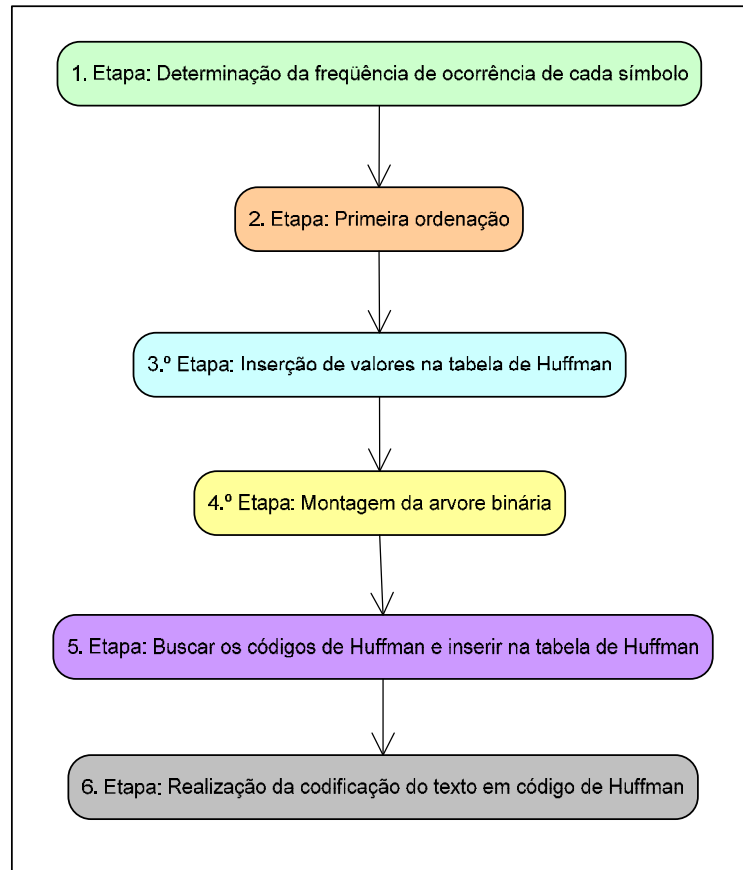 1. Etapa: Determinação da freqüência de ocorrência de cada símbolo
2. Etapa: Primeira ordenação
3.º Etapa: Inserção de valores na tabela de Huffman
4.º Etapa: Montagem da arvore binária
5. Etapa: Buscar os códigos de Huffman e inserir na tabela de Huffman
6. Etapa: Realização da codificação do texto em código de Huffman